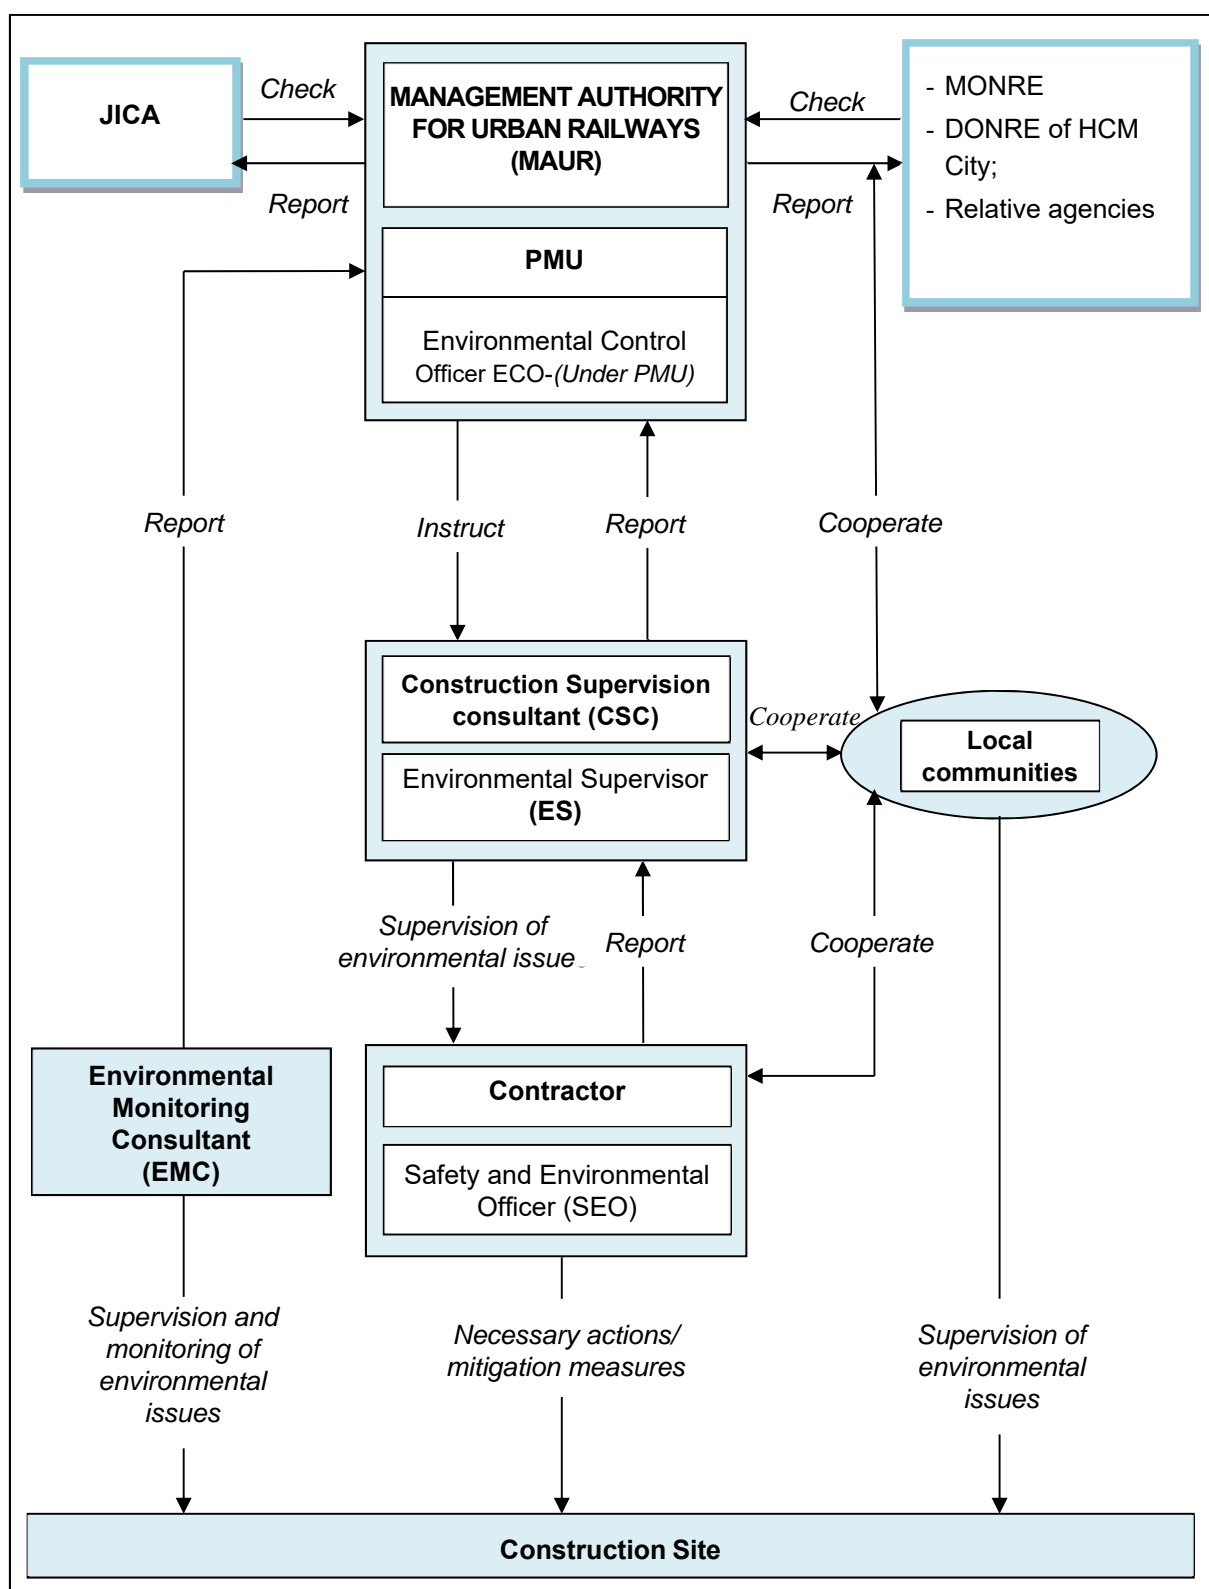 JICA
Check
Report
MANAGEMENT AUTHORITY
FOR URBAN RAILWAYS
(MAUR)
Check
Report
- MONRE
- DONRE of HCM
City;
- Relative agencies
PMU
Environmental Control
Officer ECO-(Under PMU)
Report
Instruct
Report
Cooperate
Construction Supervision
consultant (CSC)
Environmental Supervisor
(ES)
Cooperate
Local
communities
Supervision of
environmental issues
Report
Cooperate
Environmental
Monitoring
Consultant
(EMC)
Contractor
Safety and Environmental
Officer (SEO)
Supervision and
monitoring of
environmental
issues
Necessary actions/
mitigation measures
Supervision of
environmental
issues
Construction Site